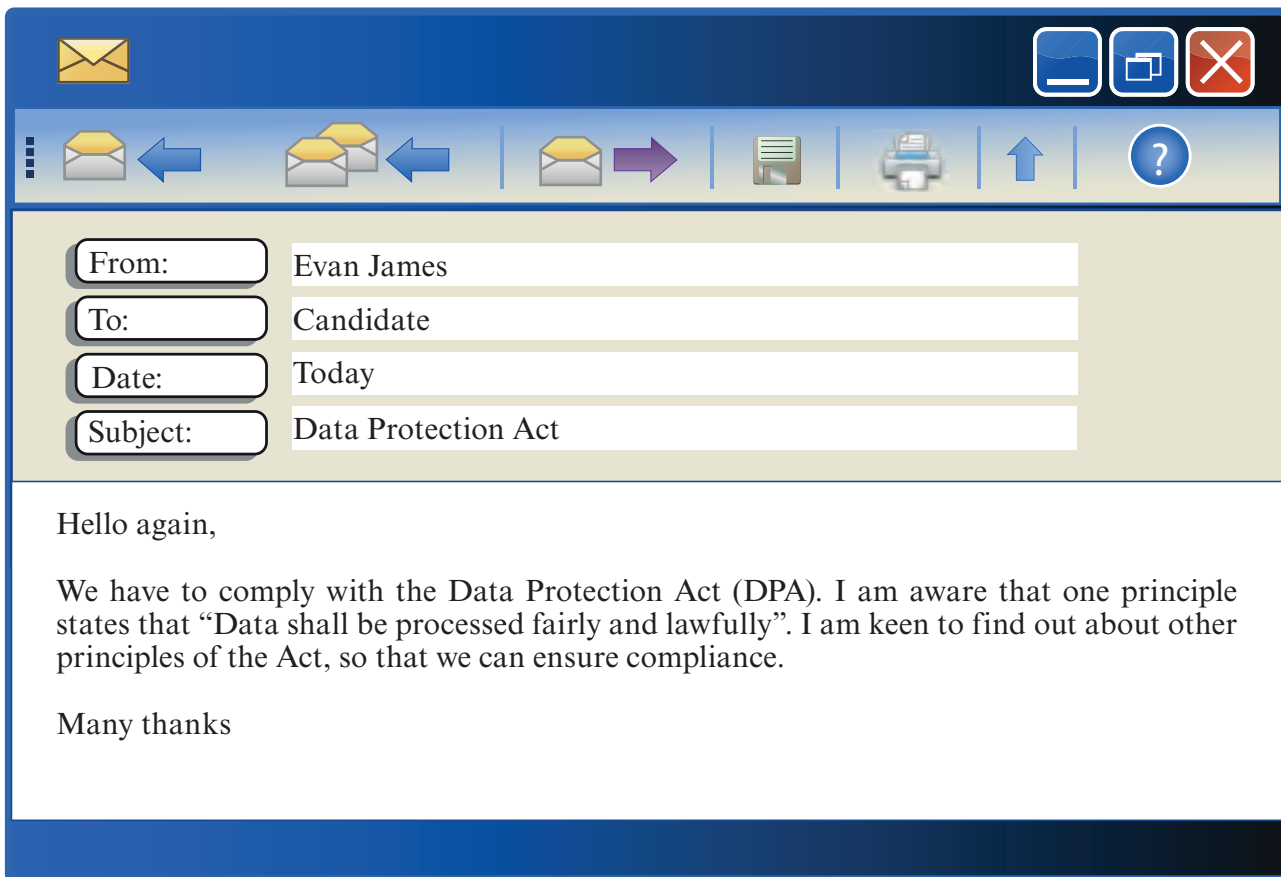 ?
From: Evan James
To: Candidate
Date: Today
Subject: Data Protection Act
Hello again,
We have to comply with the Data Protection Act (DPA). I am aware that one principle
states that “Data shall be processed fairly and lawfully”. I am keen to find out about other
principles of the Act, so that we can ensure compliance.
Many thanks